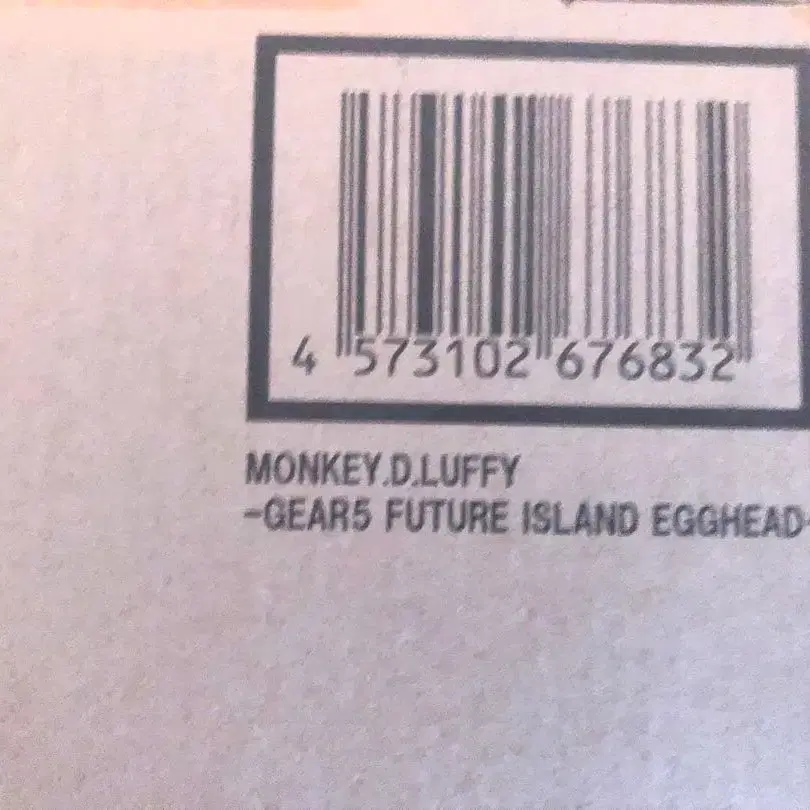 4 573102 676832
MONKEY.D.LUFFY
-GEAR5 FUTURE ISLAND EGGHEAD-